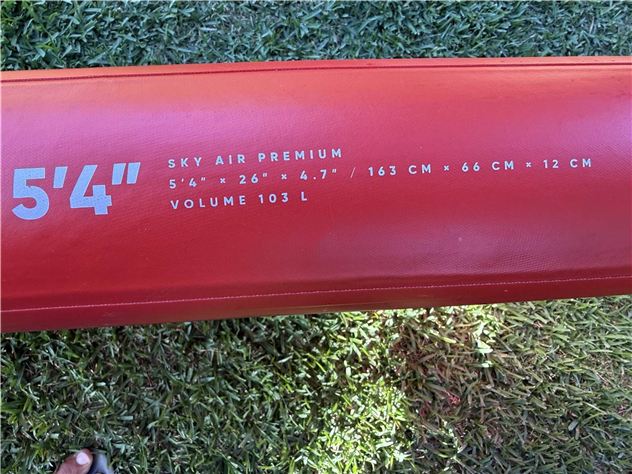 5'4"
SKY AIR PREMIUM
5'4" × 26" × 4.7" / 163 CM × 66 CM × 12 CM
VOLUME 103 L